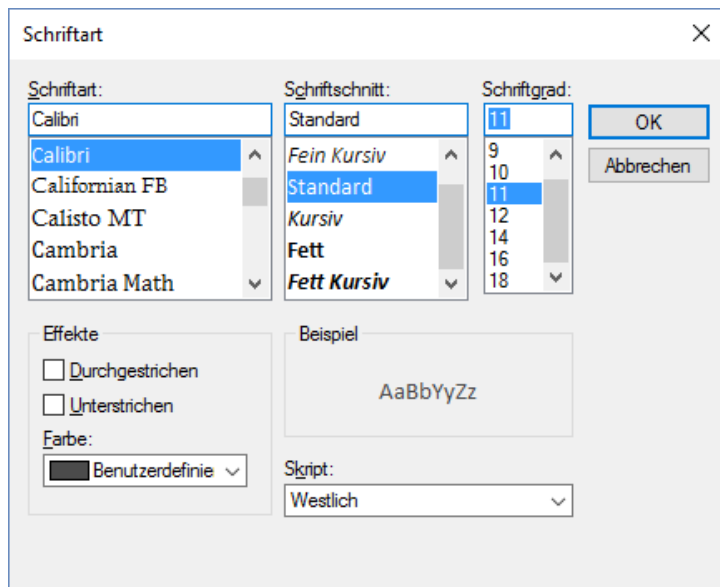 Schriftart
Schriftart:
Calibri
Calibri
Californian FB
Calisto MT
Cambria
Cambria Math
Schriftschnitt:
Standard
Fein Kursiv
Standard
Kursiv
Fett
Fett Kursiv
Schriftgrad:
11
9
10
11
12
14
16
18
OK
Abbrechen
Effekte
Durchgestrichen
Unterstrichen
Farbe:
Benutzerdefinie
Beispiel
AaBbYyZz
Skript:
Westlich